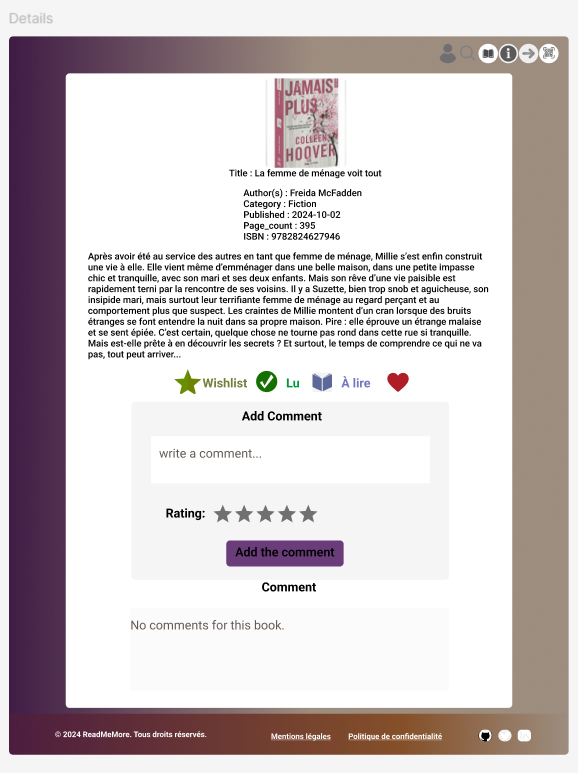 Details
JAMAIS
PLUS
COLLEEN
HOOVER
Title : La femme de ménage voit tout
Author(s) : Freida McFadden
Category : Fiction
Published : 2024-10-02
Page_count : 395
ISBN : 9782824627946
Après avoir été au service des autres en tant que femme de ménage, Millie s’est enfin construit
une vie à elle. Elle vient même d’emménager dans une belle maison, dans une petite impasse
chic et tranquille, avec son mari et ses deux enfants. Mais son rêve d’une vie paisible est
rapidement terni par la rencontre de ses voisins. Il y a Suzette, bien trop snob et aguicheuse, son
insipide mari, mais surtout leur terrifiante femme de ménage au regard perçant et au
comportement plus que suspect. Les craintes de Millie montent d’un cran lorsque des bruits
étranges se font entendre la nuit dans sa propre maison. Pire : elle éprouve un étrange malaise
et se sent épiée. C’est certain, quelque chose ne tourne pas rond dans cette rue si tranquille.
Mais est-elle prête à en découvrir les secrets ? Et surtout, le temps de comprendre ce qui ne va
pas, tout peut arriver...
Wishlist Lu À lire
Add Comment
write a comment...
Rating:
Add the comment
Comment
No comments for this book.
© 2024 ReadMeMore. Tous droits réservés. Mentions légales Politique de confidentialité